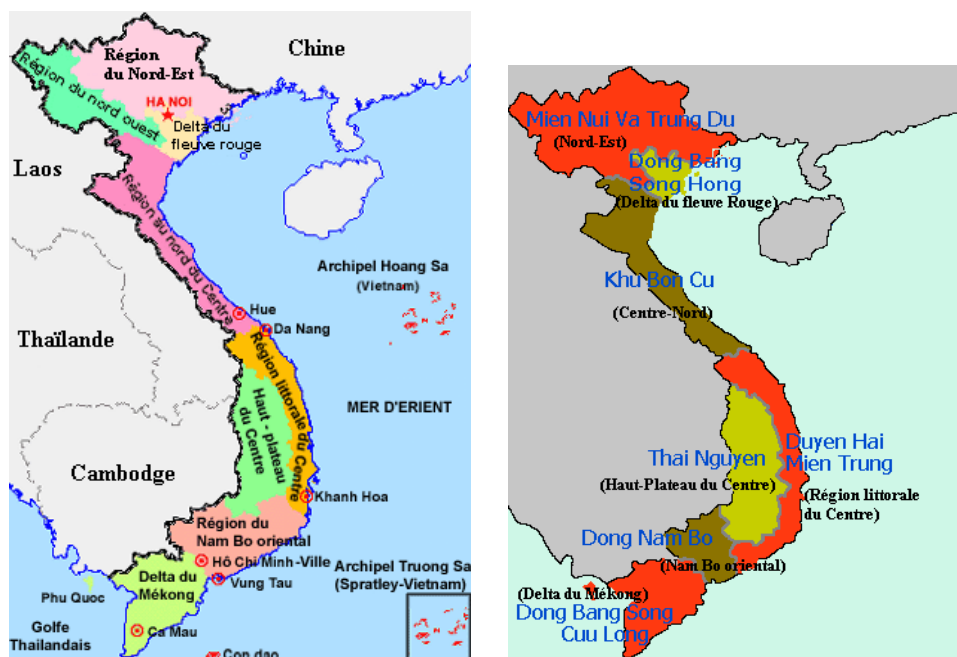 Chine
Région
du Nord-Est
Région du nord ouest
HA NOI
Delta du
fleuve rouge
Laos
Région au nord du Centre
Archipel Hoang Sa
(Vietnam)
Hue
Da Nang
Thaïlande
Région littorale du Centre
Haut - plateau
du Centre
MER D'ERIENT
Cambodge
Khanh Hoa
Région du
Nam Bo oriental
Hô Chi Minh-Ville
Vung Tau
Archipel Truong Sa
(Spratley-Vietnam)
Delta du
Mékong
Phu Quoc
Golfe
Thailandais
Ca Mau
Con dao
Mien Nui Va Trung Du
(Nord-Est)
Dong Bang
Song Hong
(Delta du fleuve Rouge)
Khu Bon Cu
(Centre-Nord)
Duyen Hai
Mien Trung
(Région littorale
du Centre)
Thai Nguyen
(Haut-Plateau du Centre)
Dong Nam Bo
(Nam Bo oriental)
(Delta du Mékong)
Dong Bang Song
Cuu Long